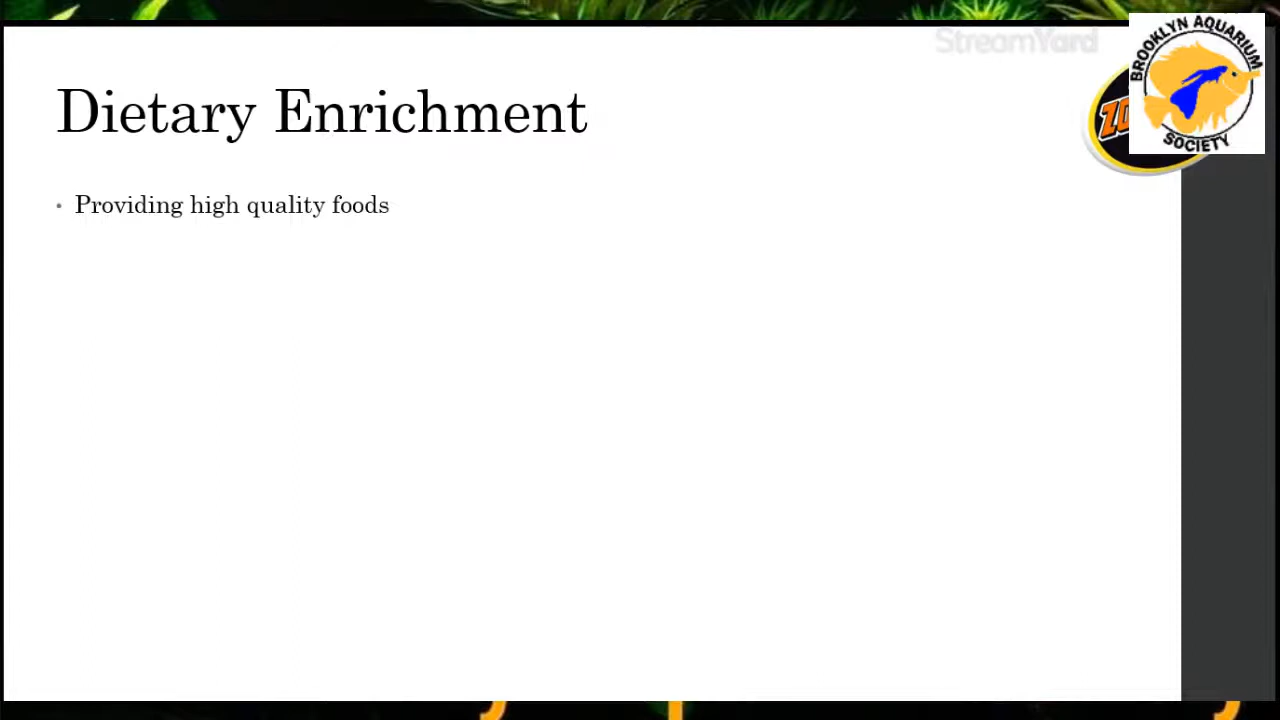 StreamYard
BROOKLYN AQUARIUM
SOCIETY
Dietary Enrichment
• Providing high quality foods